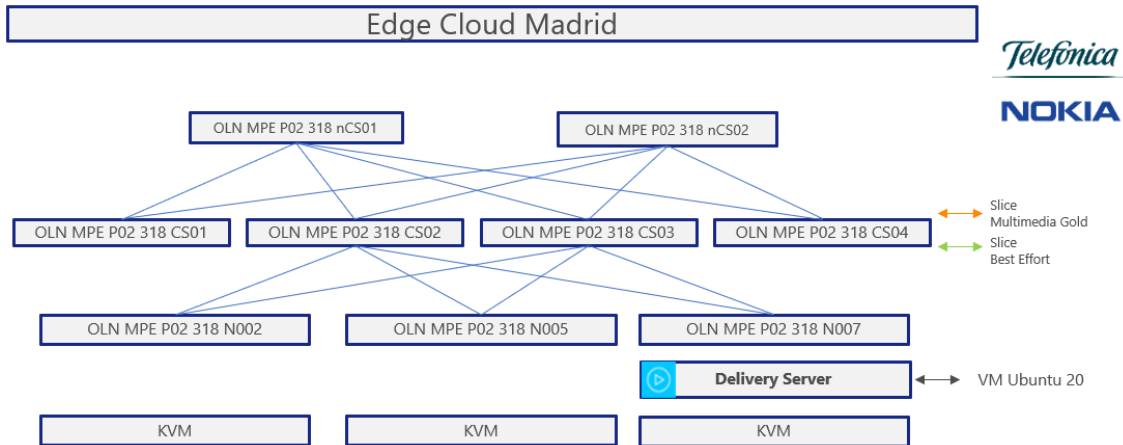 Edge Cloud Madrid
Telefónica
NOKIA
OLN MPE P02 318 nCS01
OLN MPE P02 318 nCS02
OLN MPE P02 318 CS01
OLN MPE P02 318 CS02
OLN MPE P02 318 CS03
OLN MPE P02 318 CS04
Slice
Multimedia Gold
Slice
Best Effort
OLN MPE P02 318 N002
OLN MPE P02 318 N005
OLN MPE P02 318 N007
Delivery Server
VM Ubuntu 20
KVM
KVM
KVM